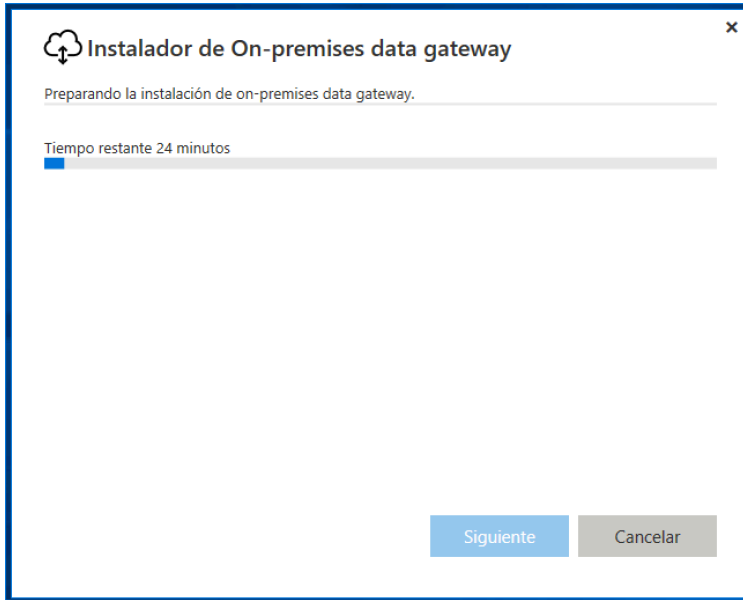 Instalador de On-premises data gateway
Preparando la instalación de on-premises data gateway.
Tiempo restante 24 minutos
Siguiente
Cancelar